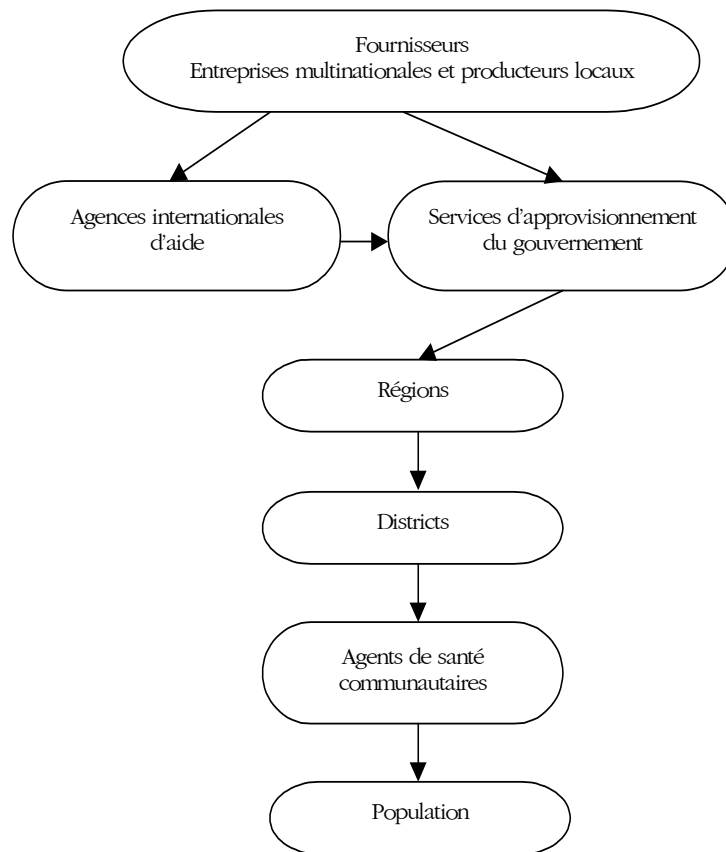 Fournisseurs
Entreprises multinationales et producteurs locaux
Agences internationales
d'aide
Services d'approvisionnement
du gouvernement
Régions
Districts
Agents de santé
communautaires
Population